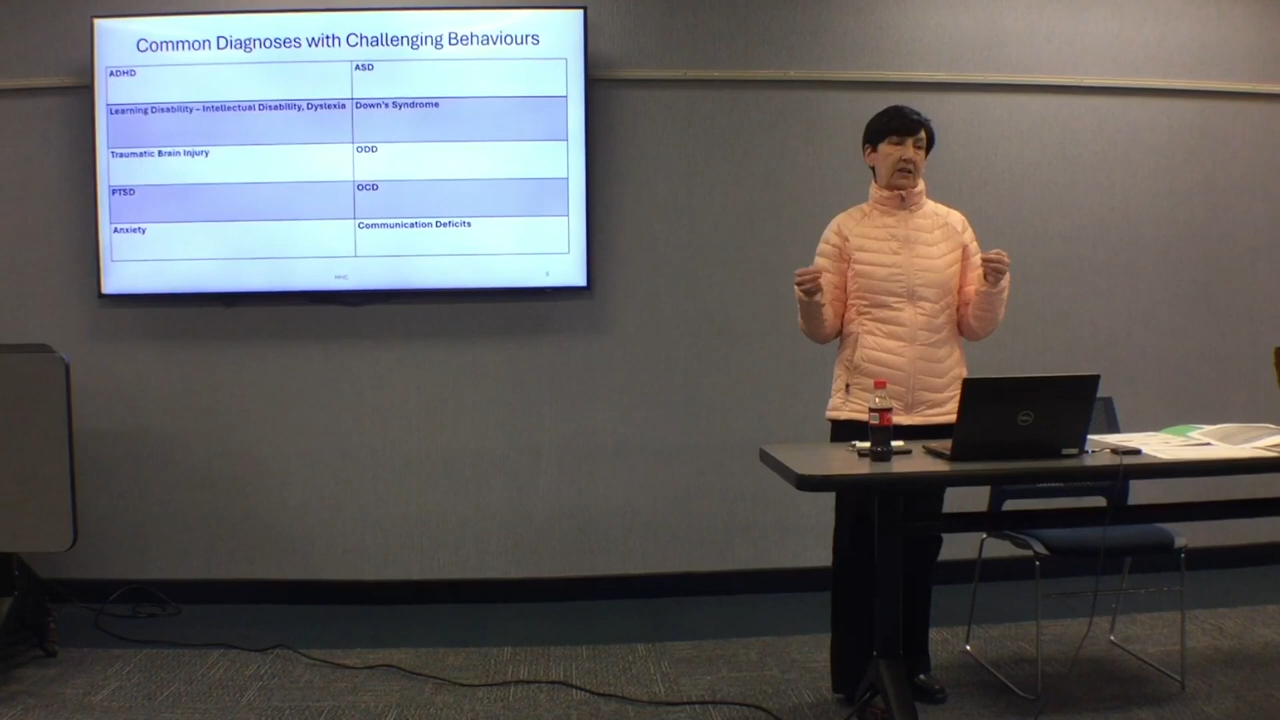 Common Diagnoses with Challenging Behaviours
ADHD
ASD
Learning Disability – Intellectual Disability, Dyslexia
Down's Syndrome
Traumatic Brain Injury
ODD
PTSD
OCD
Anxiety
Communication Deficits
DELL